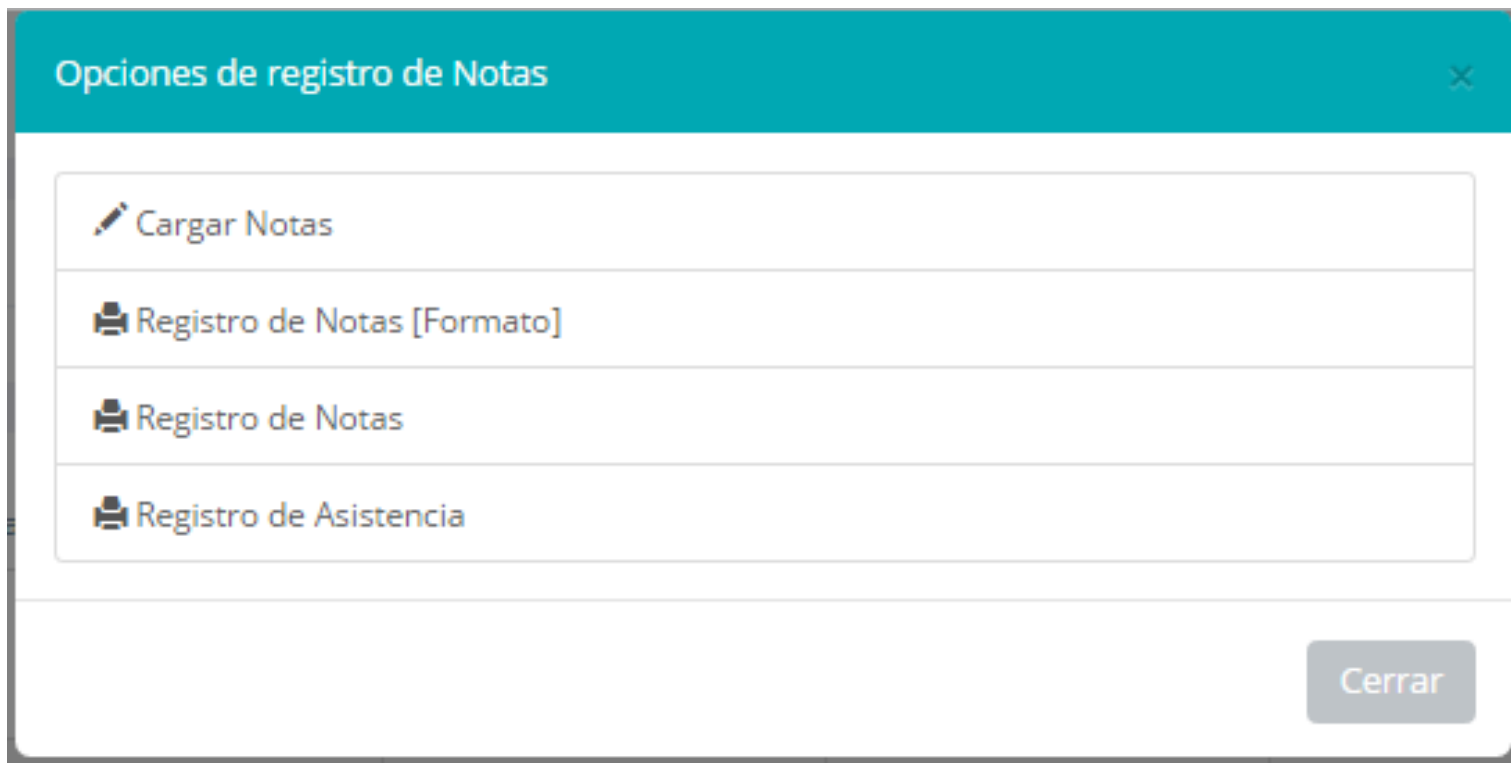 Opciones de registro de Notas
Cargar Notas
Registro de Notas [Formato]
Registro de Notas
Registro de Asistencia
Cerrar